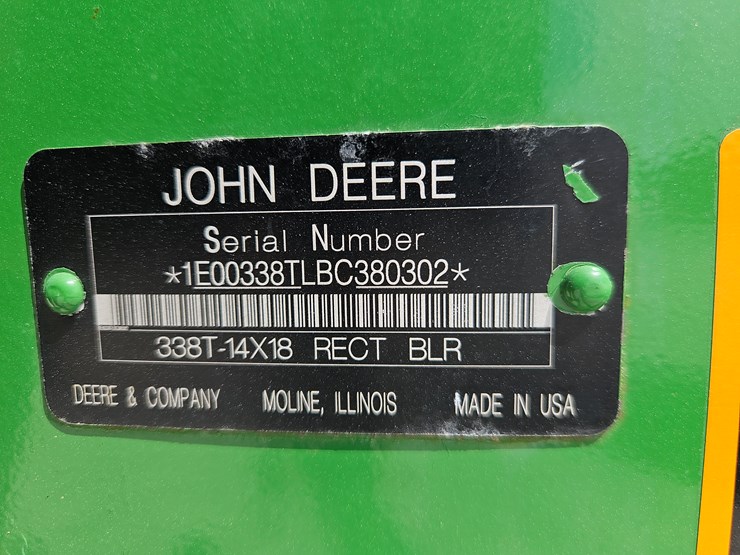 JOHN DEERE
Serial Number
*1E00338TLBC380302*
338T-14X18 RECT BLR
DEERE & COMPANY MOLINE, ILLINOIS MADE IN USA